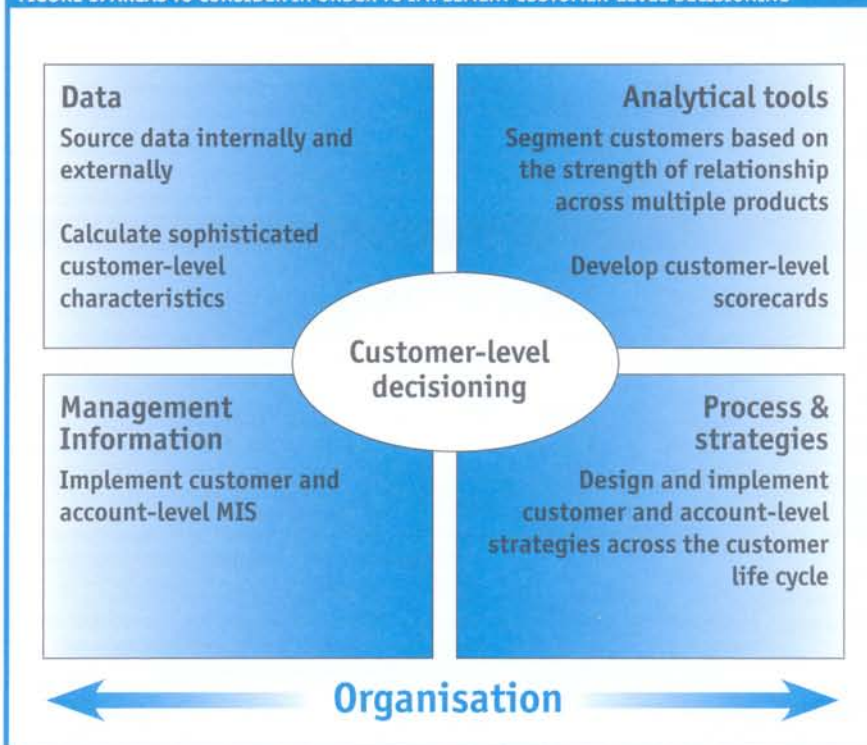 Data
Source data internally and
externally
Calculate sophisticated
customer-level
characteristics
Analytical tools
Segment customers based on
the strength of relationship
across multiple products
Develop customer-level
scorecards
Customer-level
decisioning
Management
Information
Implement customer and
account-level MIS
Process &
strategies
Design and implement
customer and account-level
strategies across the customer
life cycle
Organisation